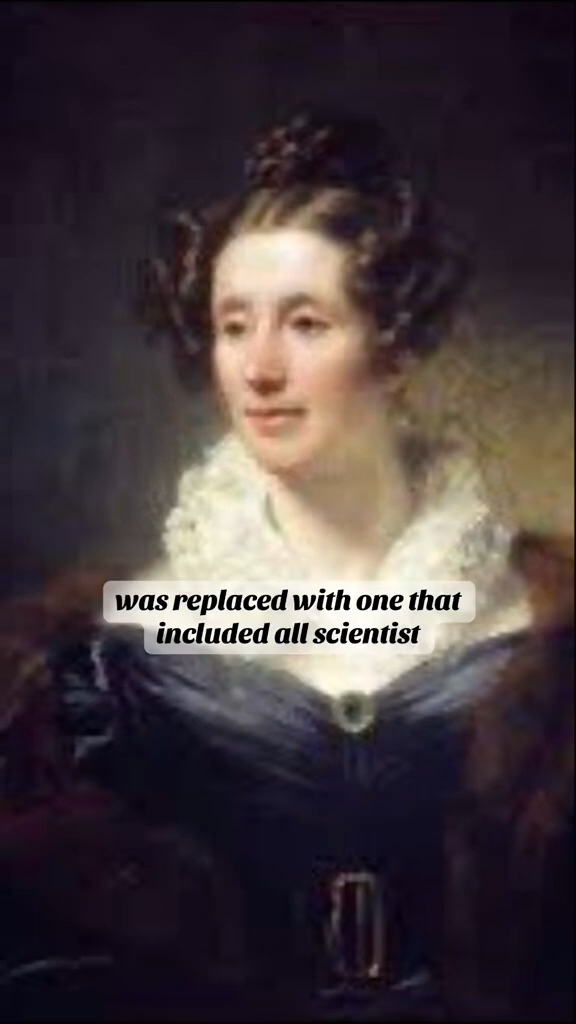 was replaced with one that
included all scientist